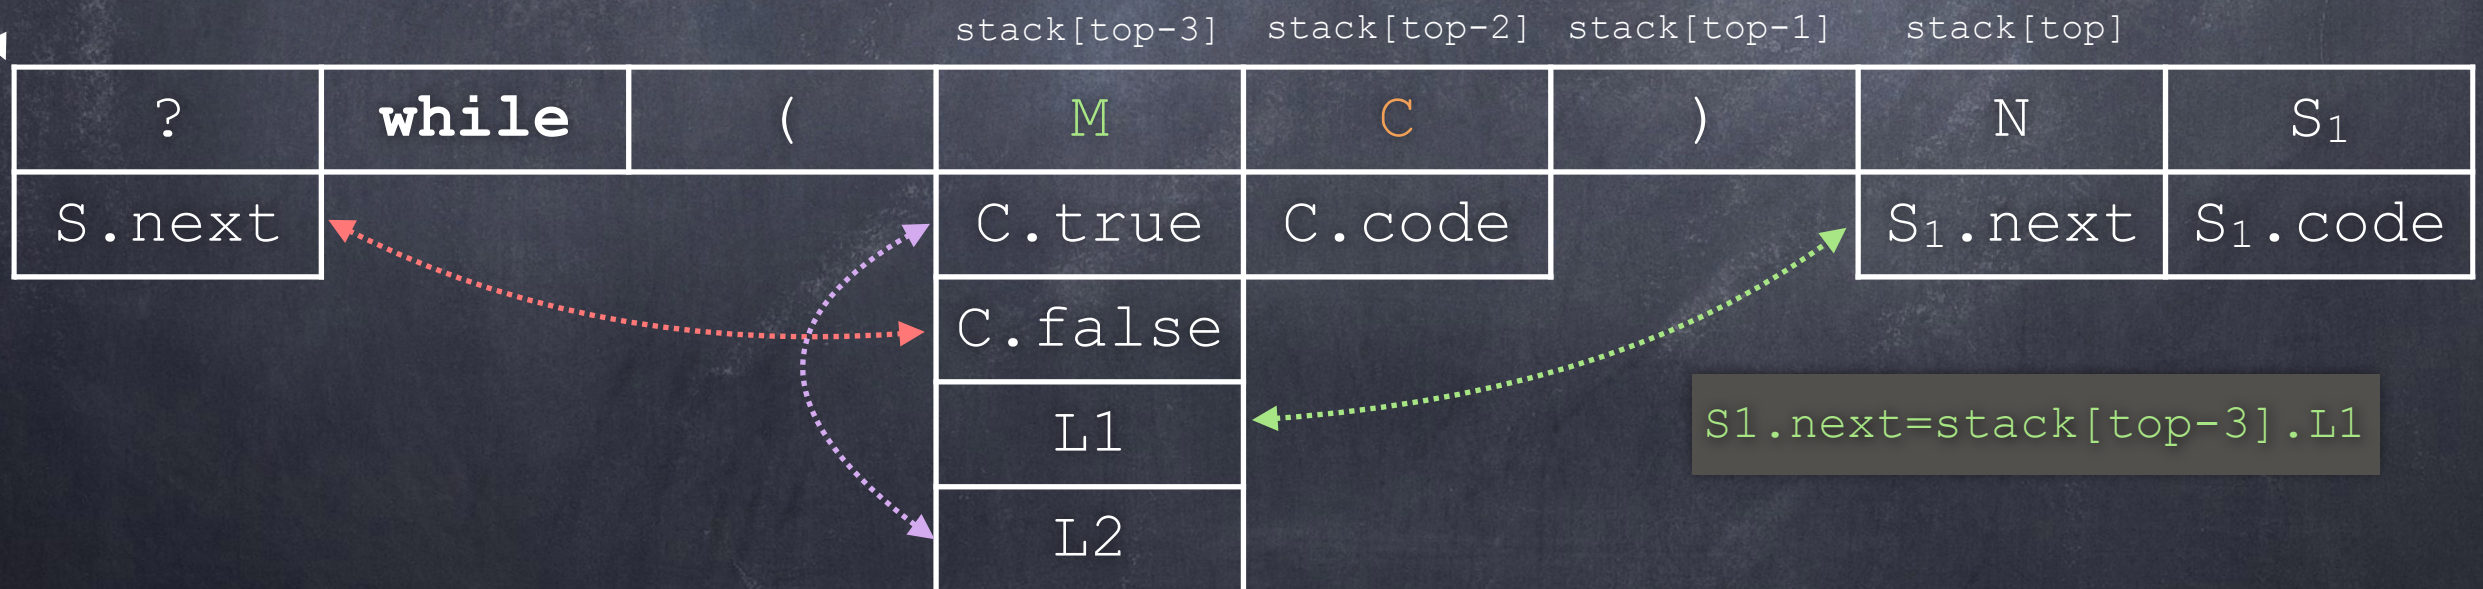 stack[top-3] stack[top-2] stack[top-1] stack[top]
? while ( M C ) N S₁
S.next C.true C.code S₁.next S₁.code
C.false
L1
S1.next=stack[top-3].L1
L2